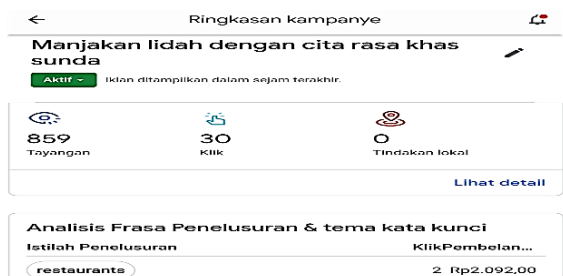 Ringkasan kampanye
Manjakan lidah dengan cita rasa khas
sunda
Aktif
Iklan ditampilkan dalam sejam terakhir.
859 30 0
Tayangan Klik Tindakan lokal
Lihat detail
Analisis Frasa Penelusuran & tema kata kunci
Istilah Penelusuran KlikPembelan...
restaurants 2 Rp2.092,00